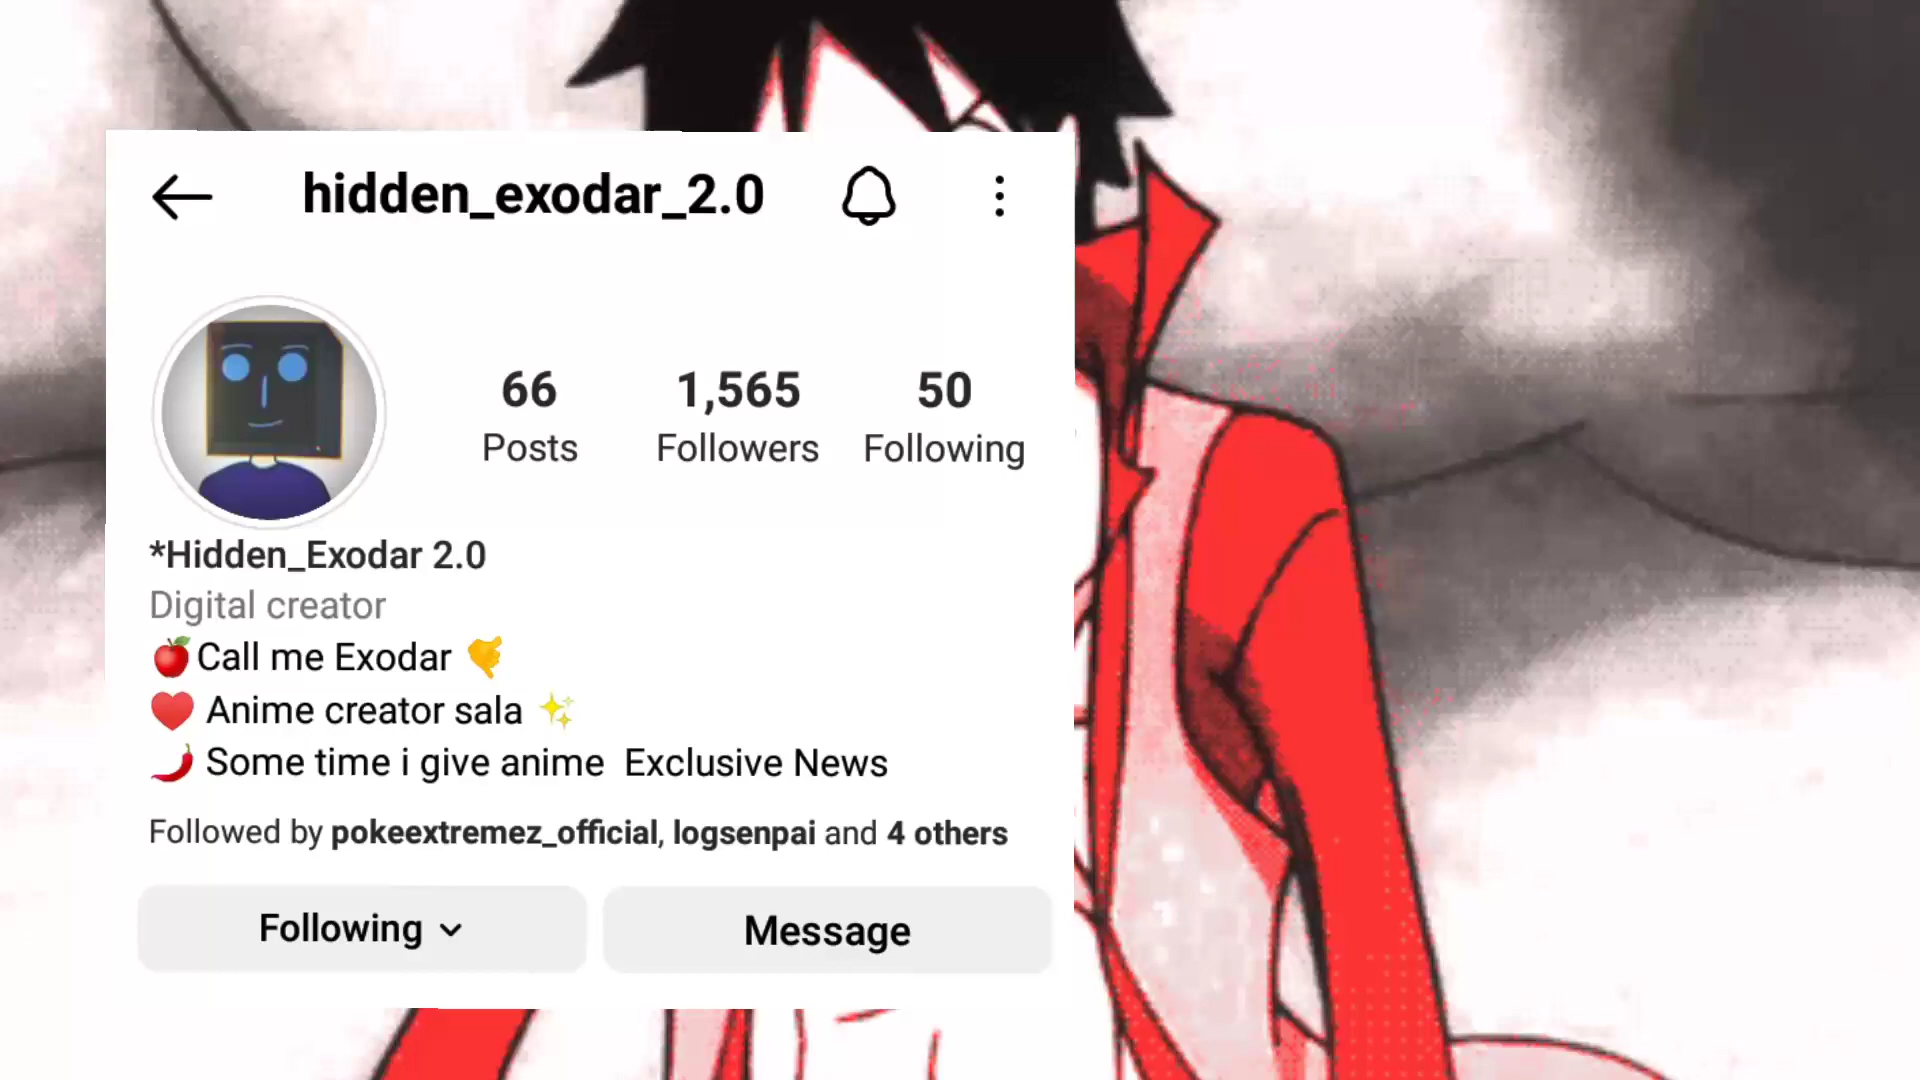 hidden_exodar_2.0
66 1,565 50
Posts Followers Following
*Hidden_Exodar 2.0
Digital creator
🍎Call me Exodar 🤙
♥️ Anime creator sala ✨
🌶️ Some time i give anime  Exclusive News
Followed by pokeextremez_official, logsenpai and 4 others
Following Message